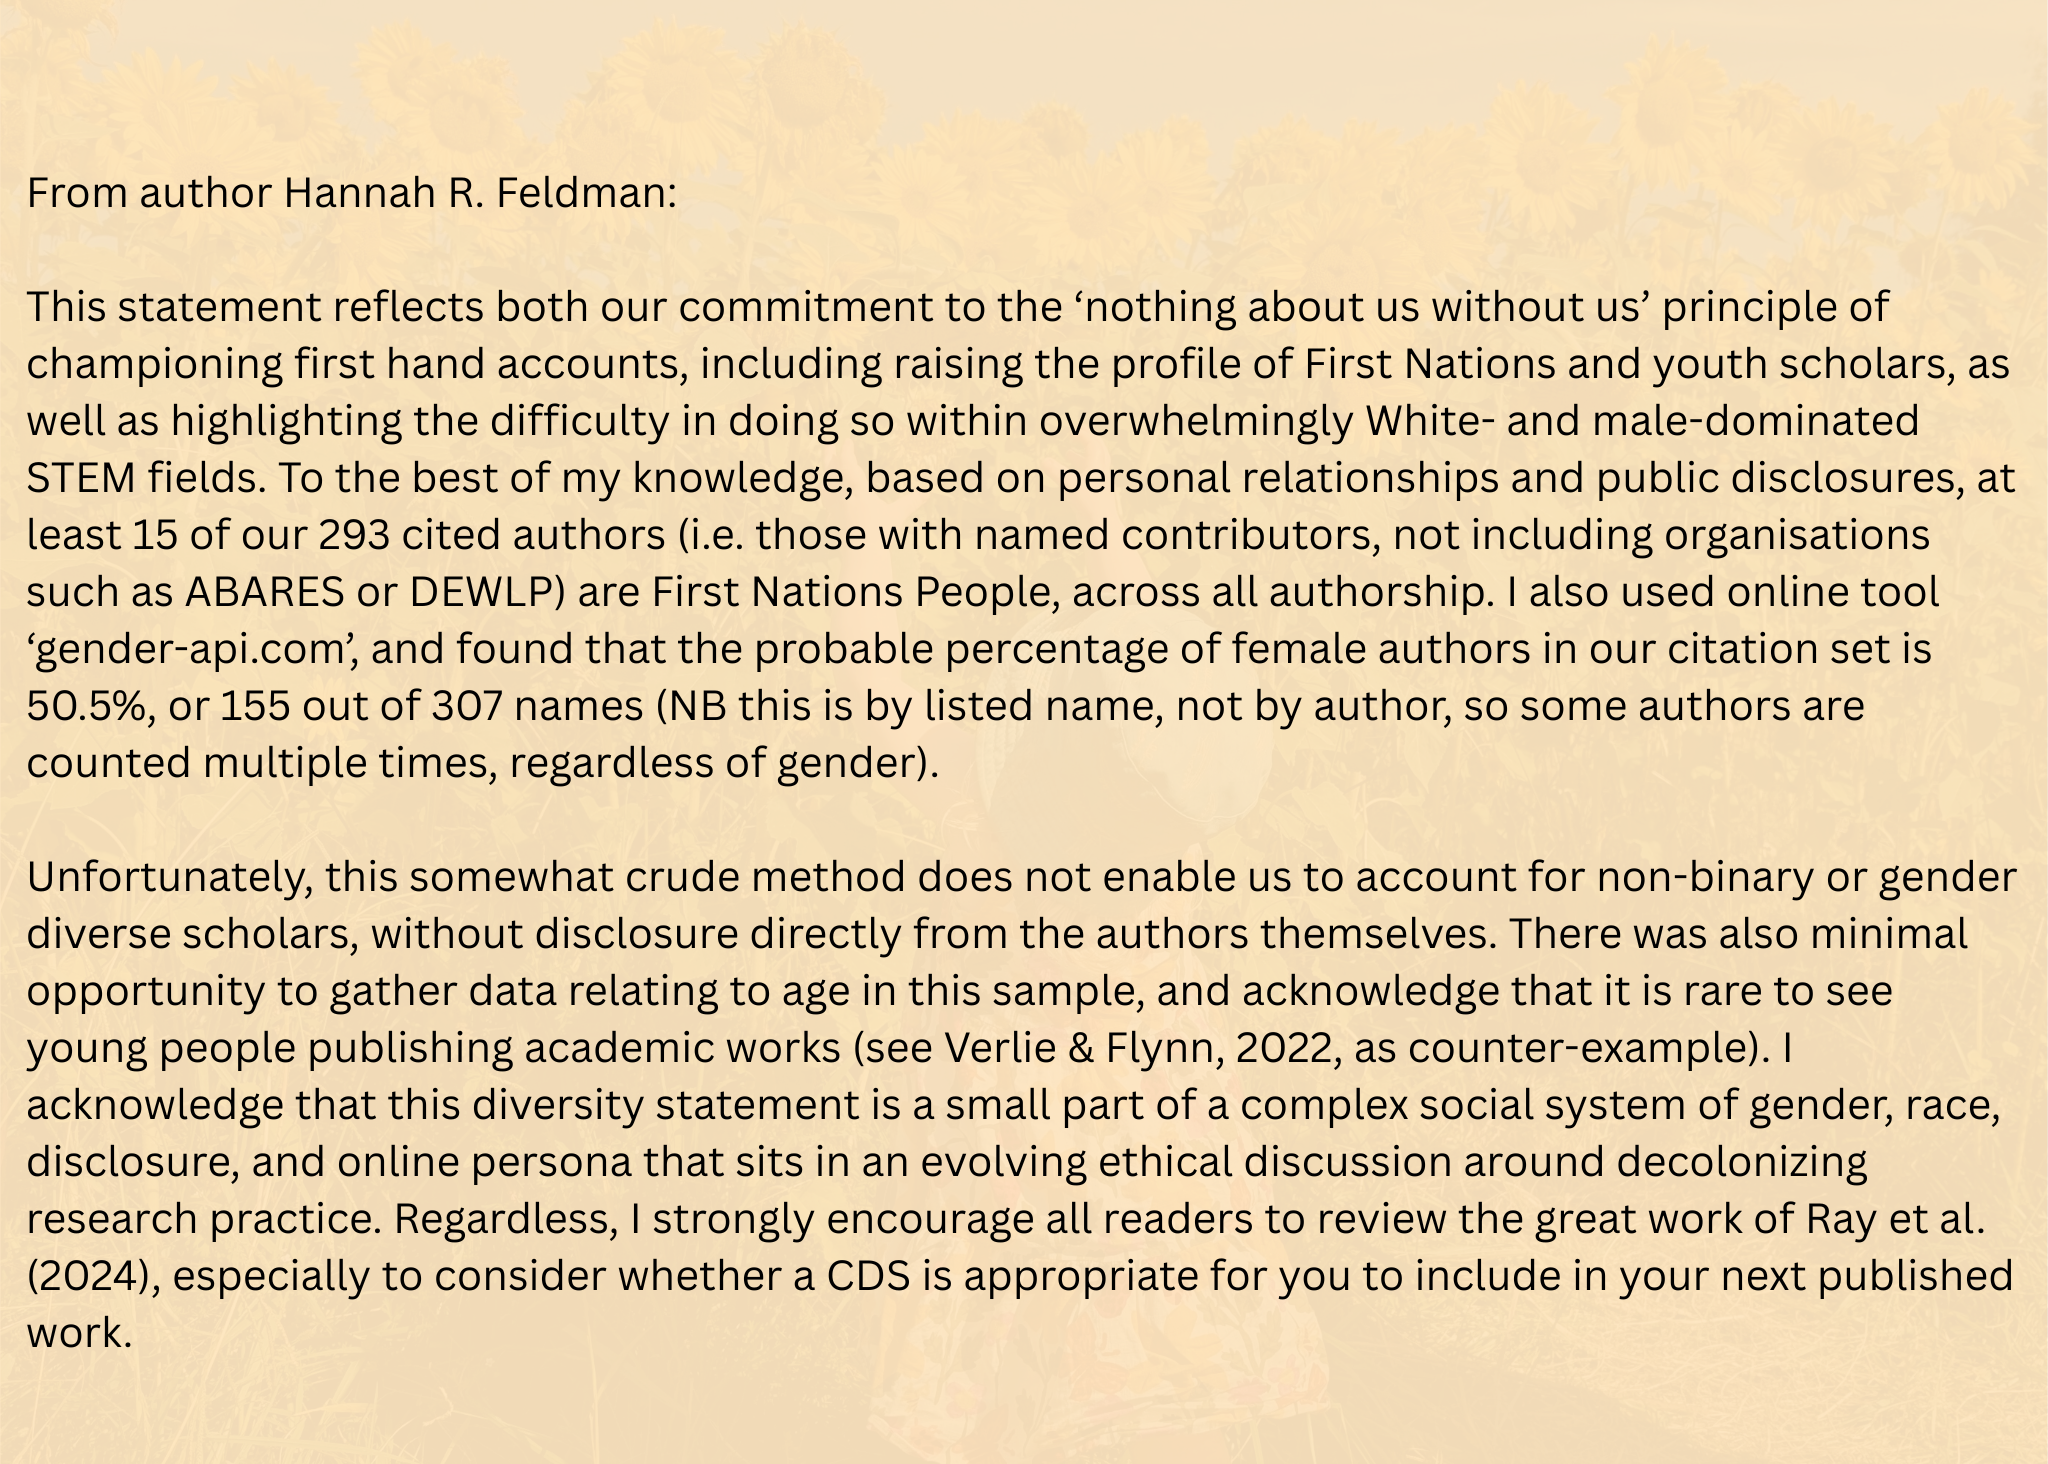 From author Hannah R. Feldman:
This statement reflects both our commitment to the ‘nothing about us without us’ principle of
championing first hand accounts, including raising the profile of First Nations and youth scholars, as
well as highlighting the difficulty in doing so within overwhelmingly White- and male-dominated
STEM fields. To the best of my knowledge, based on personal relationships and public disclosures, at
least 15 of our 293 cited authors (i.e. those with named contributors, not including organisations
such as ABARES or DEWLP) are First Nations People, across all authorship. I also used online tool
‘gender-api.com’, and found that the probable percentage of female authors in our citation set is
50.5%, or 155 out of 307 names (NB this is by listed name, not by author, so some authors are
counted multiple times, regardless of gender).
Unfortunately, this somewhat crude method does not enable us to account for non-binary or gender
diverse scholars, without disclosure directly from the authors themselves. There was also minimal
opportunity to gather data relating to age in this sample, and acknowledge that it is rare to see
young people publishing academic works (see Verlie & Flynn, 2022, as counter-example). I
acknowledge that this diversity statement is a small part of a complex social system of gender, race,
disclosure, and online persona that sits in an evolving ethical discussion around decolonizing
research practice. Regardless, I strongly encourage all readers to review the great work of Ray et al.
(2024), especially to consider whether a CDS is appropriate for you to include in your next published
work.